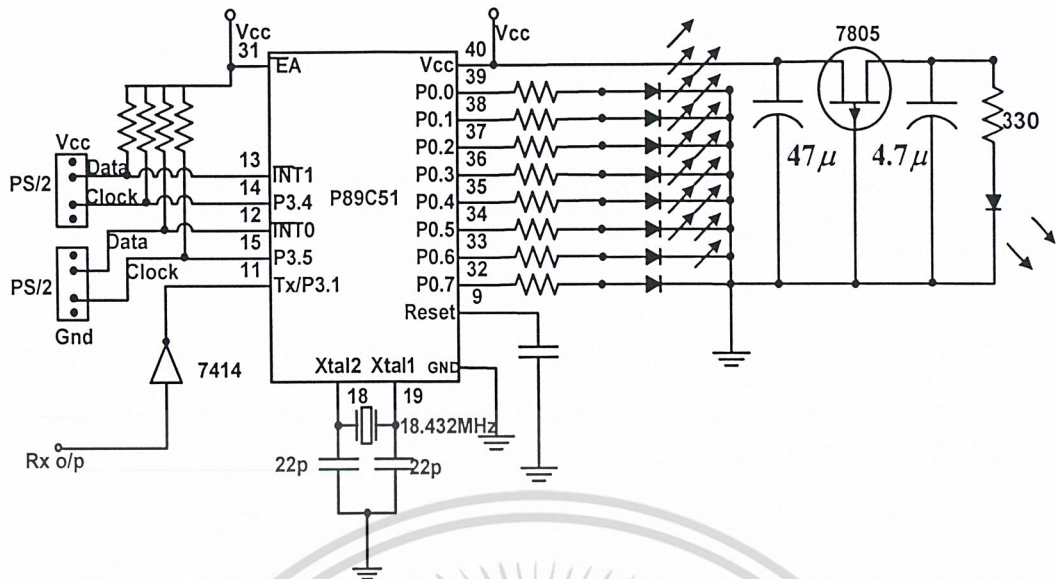 Vcc
Vcc
7805
31
40
EA
Vcc
39
P0.0
38
P0.1
330
37
P0.2
47μ
4.7μ
36
P0.3
35
P0.4
34
P0.5
33
P0.6
32
P0.7
9
Reset
P89C51
Vcc
PS/2
Data
13
INT1
Clock
14
P3.4
12
INT0
Data
15
P3.5
PS/2
Clock
11
Tx/P3.1
Gnd
7414
Xtal2 Xtal1 GND
18
19
18.432MHz
Rx o/p
22p
22p